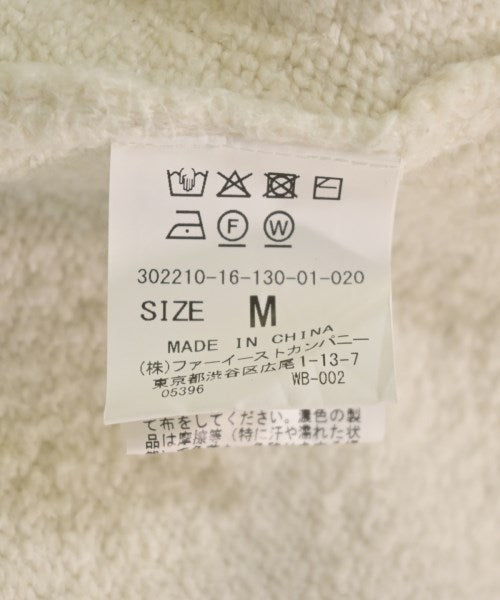 F W
302210-16-130-01-020
SIZE M
MADE IN CHINA
(株)ファーイーストカンパニー
東京都渋谷区広尾1-13-7
05396 WB-002
て布をしてください。濃色の製
品は摩擦等(特に汗や濡れた状